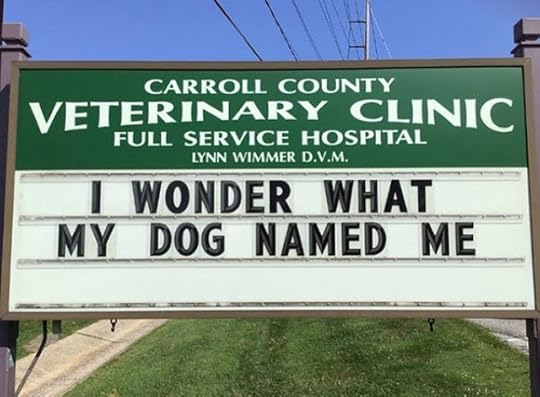 CARROLL COUNTY
VETERINARY CLINIC
FULL SERVICE HOSPITAL
LYNN WIMMER D.V.M.
I WONDER WHAT
MY DOG NAMED ME